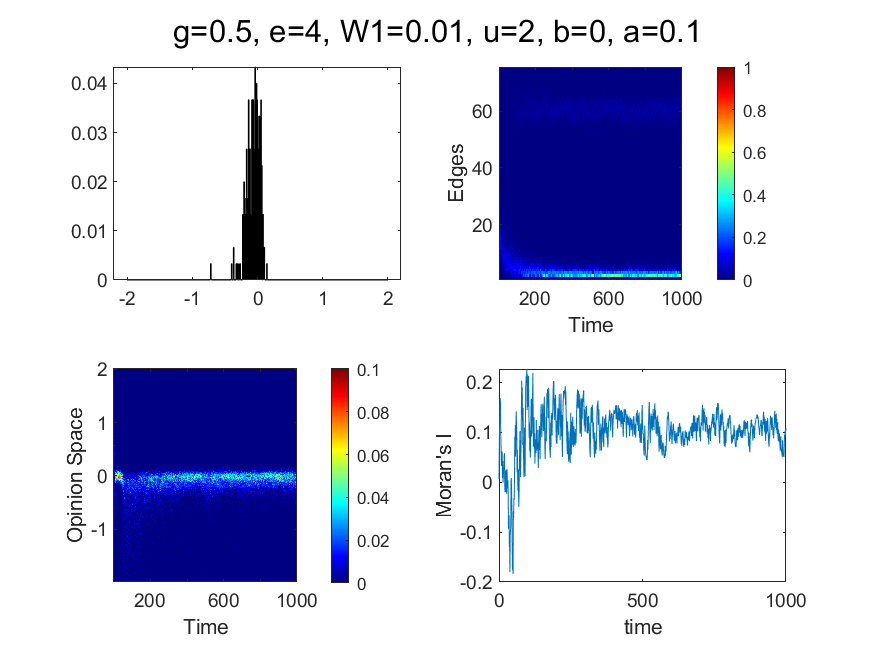 g=0.5, e=4, W1=0.01, u=2, b=0, a=0.1
0.04
0.03
0.02
0.01
0
-2 -1 0 1 2
60
40
20
Edges
200 600 1000
Time
1
0.8
0.6
0.4
0.2
0
2
1
0
-1
Opinion Space
200 600 1000
Time
0.1
0.08
0.06
0.04
0.02
0
0.2
0.1
0
-0.1
-0.2
Moran's I
0 500 1000
time